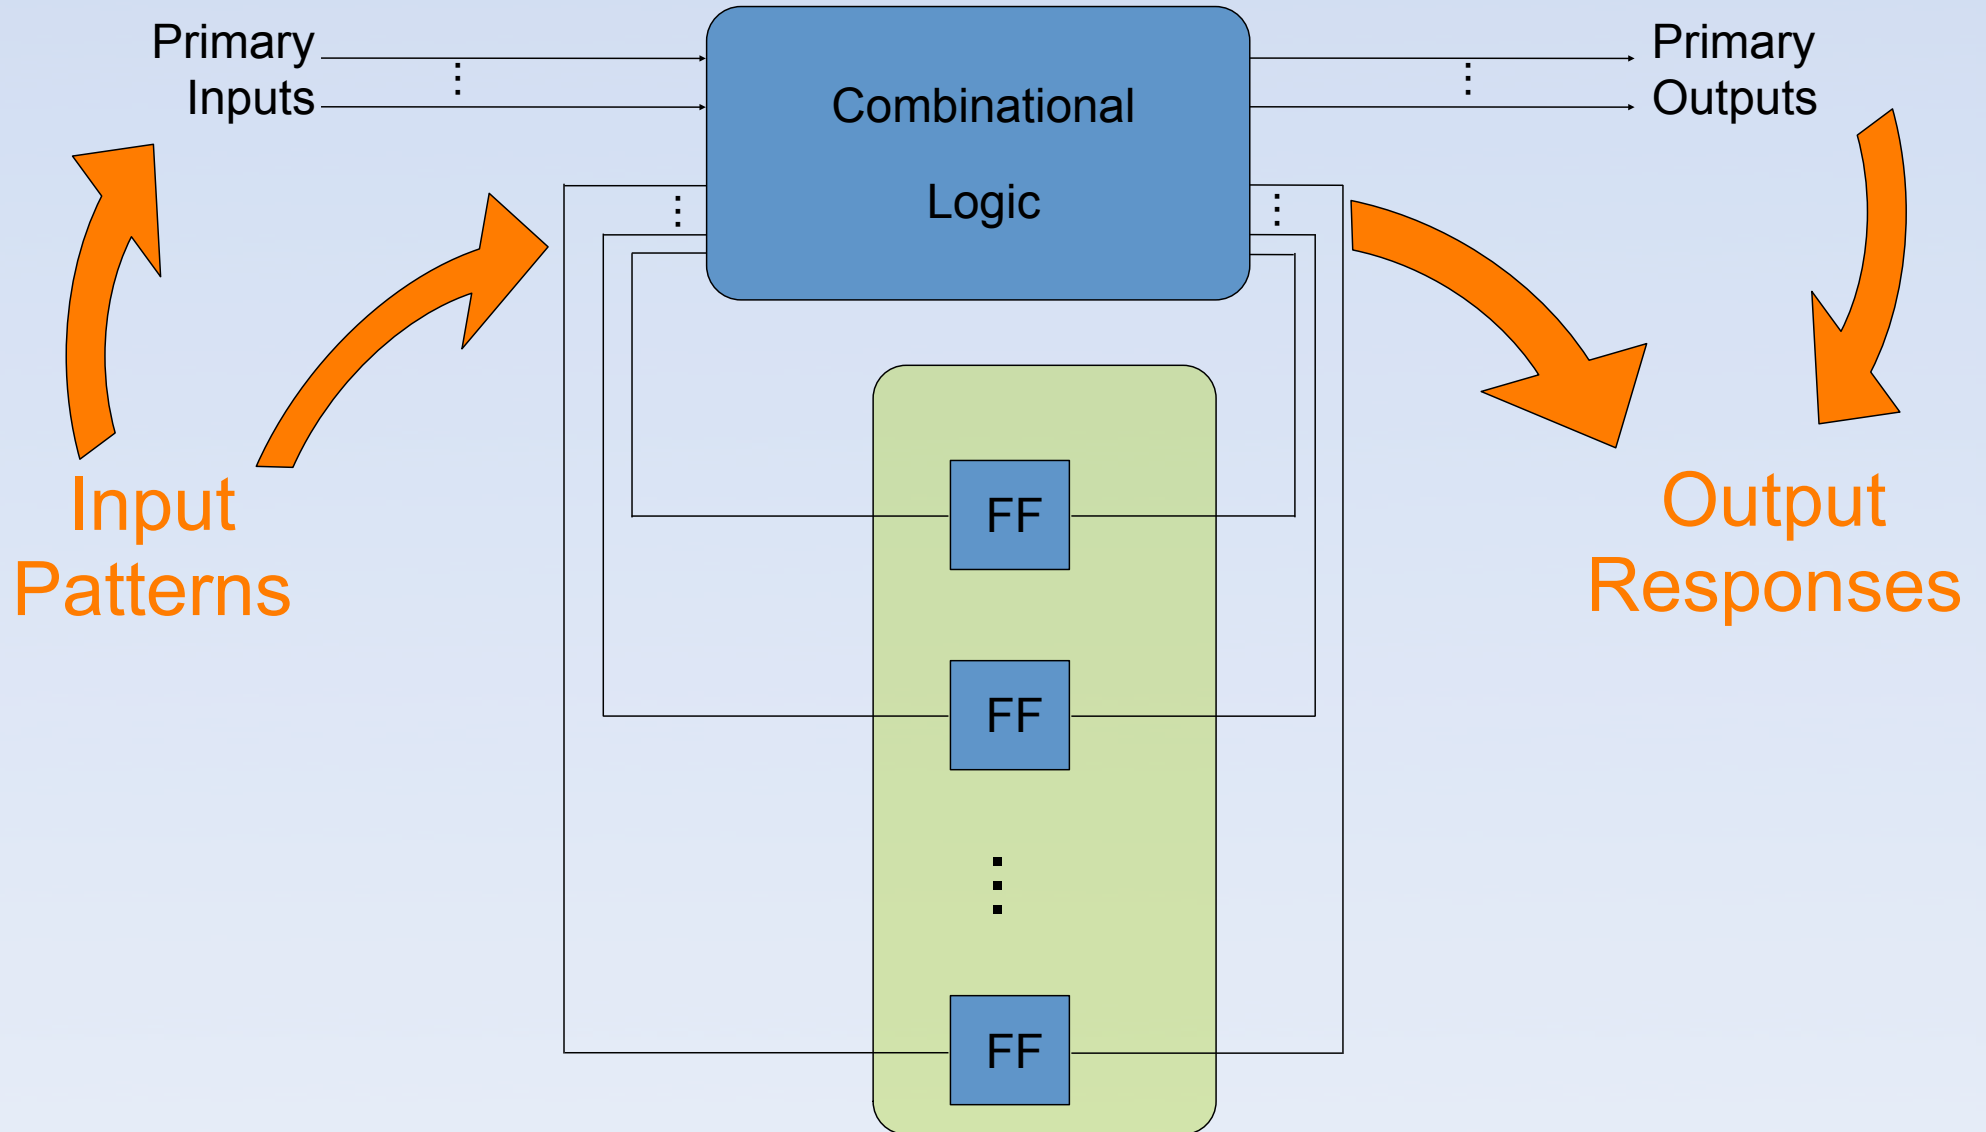 Primary
Inputs
Combinational
Logic
Primary
Outputs
Input
Patterns
FF
FF
FF
Output
Responses